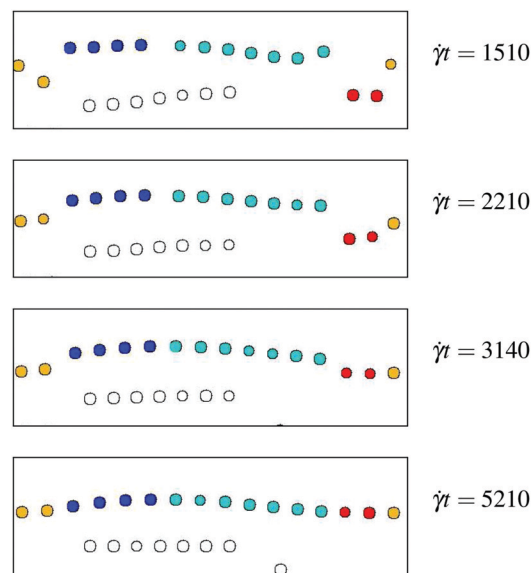 γ̇t = 1510
γ̇t = 2210
γ̇t = 3140
γ̇t = 5210